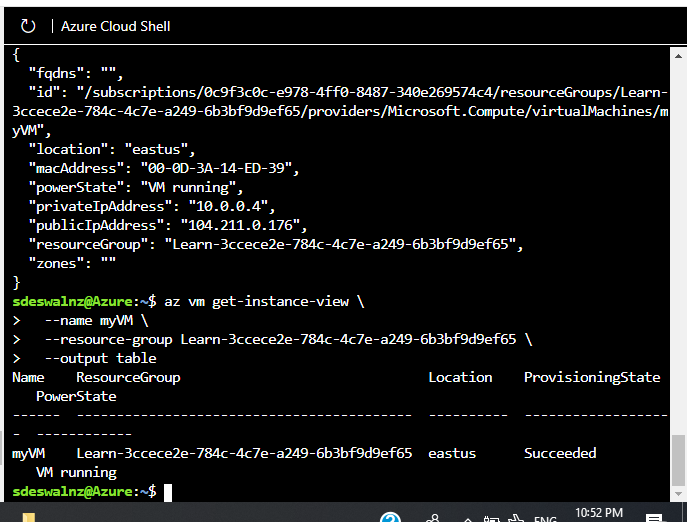 Azure Cloud Shell
{
  "fqdns": "",
  "id": "/subscriptions/0c9f3c0c-e978-4ff0-8487-340e269574c4/resourceGroups/Learn-
3ccece2e-784c-4c7e-a249-6b3bf9d9ef65/providers/Microsoft.Compute/virtualMachines/m
yVM",
  "location": "eastus",
  "macAddress": "00-0D-3A-14-ED-39",
  "powerState": "VM running",
  "privateIpAddress": "10.0.0.4",
  "publicIpAddress": "104.211.0.176",
  "resourceGroup": "Learn-3ccece2e-784c-4c7e-a249-6b3bf9d9ef65",
  "zones": ""
}
sdeswalnz@Azure:~$ az vm get-instance-view \
>   --name myVM \
>   --resource-group Learn-3ccece2e-784c-4c7e-a249-6b3bf9d9ef65 \
>   --output table
Name    ResourceGroup                               Location    ProvisioningState
   PowerState
------  ------------------------------------------  ----------  ------------------
-  ------------
myVM    Learn-3ccece2e-784c-4c7e-a249-6b3bf9d9ef65  eastus      Succeeded
   VM running
sdeswalnz@Azure:~$
ENG
10:52 PM